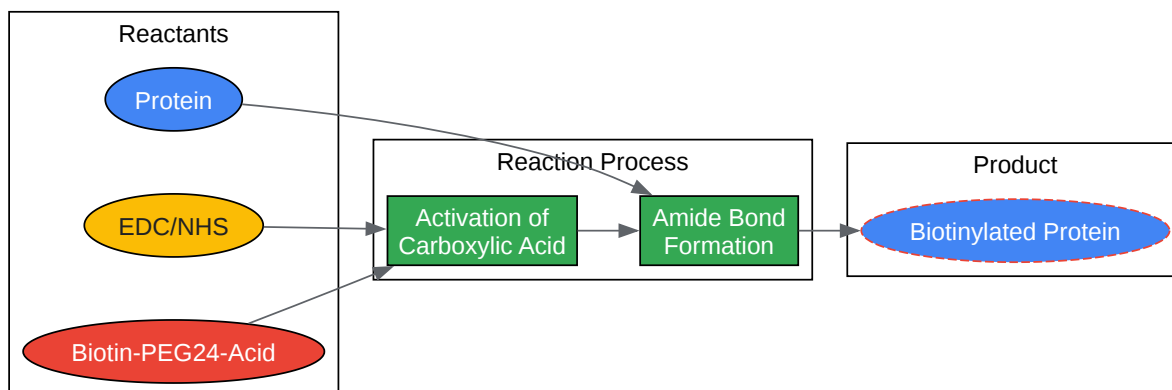 Reactants
Protein
EDC/NHS
Biotin-PEG24-Acid
Reaction Process
Activation of
Carboxylic Acid
Amide Bond
Formation
Product
Biotinylated Protein